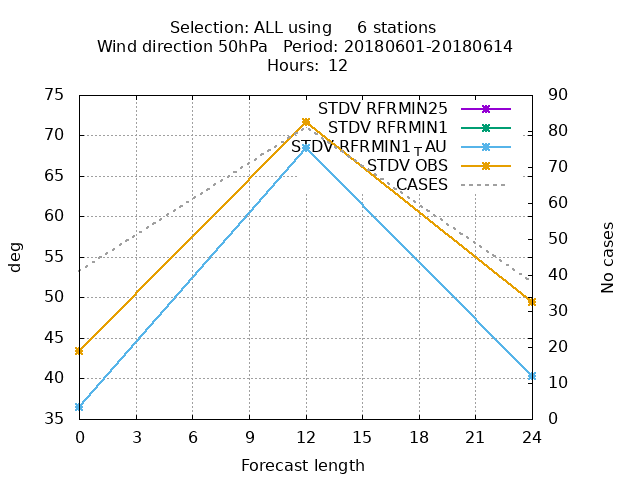 Selection: ALL using     6 stations
Wind direction 50hPa   Period: 20180601-20180614
Hours: 12
75 90
STDV RFRMIN25
80
STDV RFRMIN1
70
STDV RFRMIN1_TAU
70
STDV OBS
65
CASES
60
60
50
55
deg
No cases
40
50
30
45
20
40
10
35 0
0 3 6 9 12 15 18 21 24
Forecast length